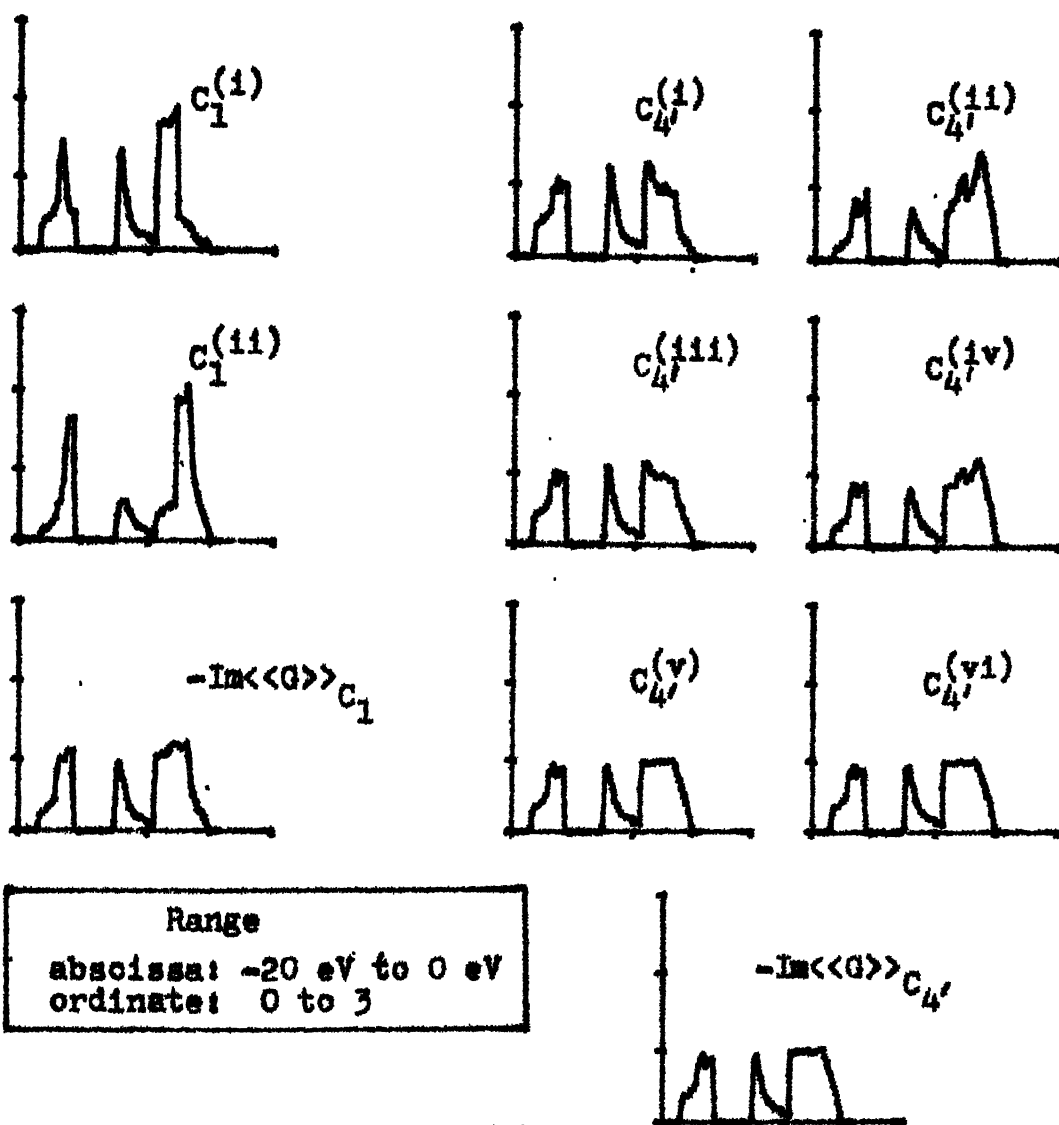 C₁⁽ⁱ⁾
C₄′⁽ⁱ⁾
C₄′⁽ⁱⁱ⁾
C₁⁽ⁱⁱ⁾
C₄′⁽ⁱⁱⁱ⁾
C₄′⁽ⁱᵛ⁾
-Im<<G>>C₁
C₄′⁽ᵛ⁾
C₄′⁽ᵛⁱ⁾
Range
abscissa: -20 eV to 0 eV
ordinate: 0 to 3
-Im<<G>>C₄′